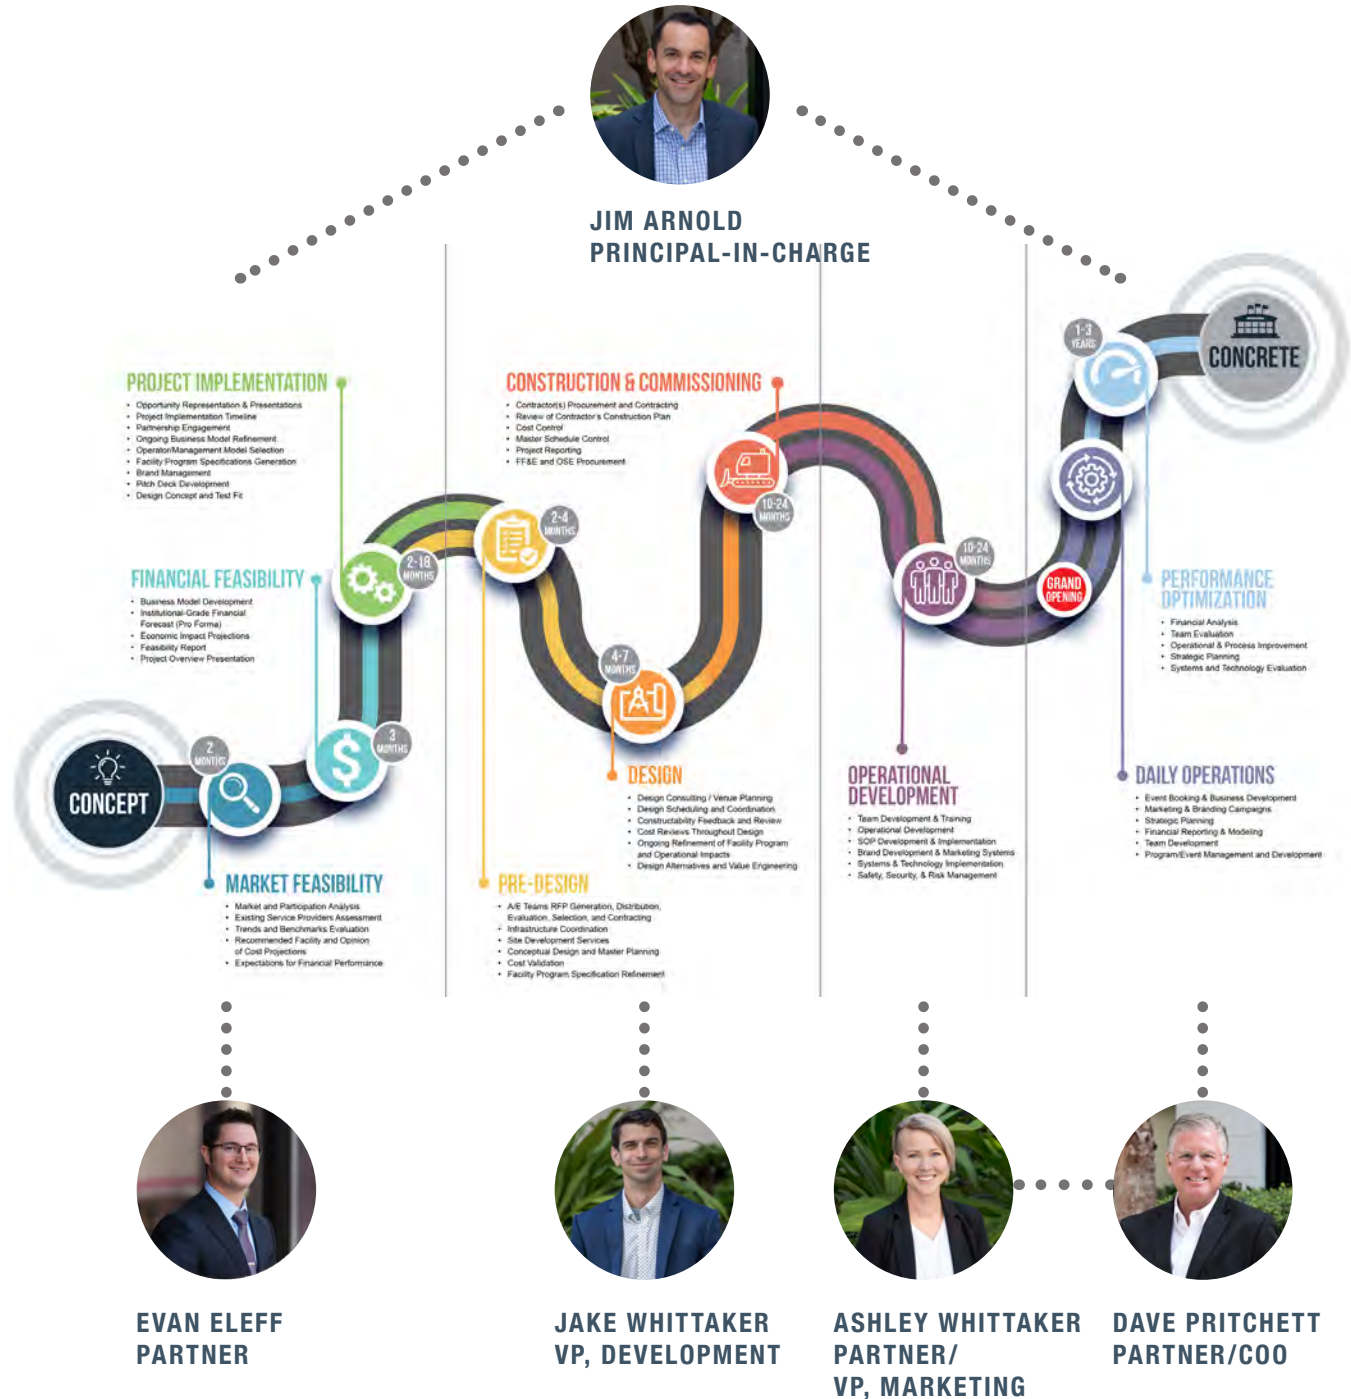 JIM ARNOLD
PRINCIPAL-IN-CHARGE
1-3
YEARS
CONCRETE
PROJECT IMPLEMENTATION
• Opportunity Representation & Presentations
• Project Implementation Timeline
• Partnership Engagement
• Ongoing Business Model Refinement
• Operator/Management Model Selection
• Facility Program Specifications Generation
• Brand Management
• Pitch Deck Development
• Design Concept and Test Fit
CONSTRUCTION & COMMISSIONING
• Contractor(s) Procurement and Contracting
• Review of Contractor's Construction Plan
• Cost Control
• Master Schedule Control
• Project Reporting
• FF&E and OSE Procurement
2-18
MONTHS
2-4
MONTHS
10-24
MONTHS
10-24
MONTHS
GRAND
OPENING
FINANCIAL FEASIBILITY
• Business Model Development
• Institutional-Grade Financial
Forecast (Pro Forma)
• Economic Impact Projections
• Feasibility Report
• Project Overview Presentation
PERFORMANCE
OPTIMIZATION
• Financial Analysis
• Team Evaluation
• Operational & Process Improvement
• Strategic Planning
• Systems and Technology Evaluation
4-7
MONTHS
CONCEPT
2
MONTHS
$
3
MONTHS
DESIGN
• Design Consulting / Venue Planning
• Design Scheduling and Coordination
• Constructability Feedback and Review
• Cost Reviews Throughout Design
• Ongoing Refinement of Facility Program
and Operational Impacts
• Design Alternatives and Value Engineering
OPERATIONAL
DEVELOPMENT
• Team Development & Training
• Operational Development
• SOP Development & Implementation
• Brand Development & Marketing Systems
• Systems & Technology Implementation
• Safety, Security, & Risk Management
DAILY OPERATIONS
• Event Booking & Business Development
• Marketing & Branding Campaigns
• Strategic Planning
• Financial Reporting & Modeling
• Team Development
• Program/Event Management and Development
MARKET FEASIBILITY
• Market and Participation Analysis
• Existing Service Providers Assessment
• Trends and Benchmarks Evaluation
• Recommended Facility and Opinion
of Cost Projections
• Expectations for Financial Performance
PRE-DESIGN
• A/E Teams RFP Generation, Distribution,
Evaluation, Selection, and Contracting
• Infrastructure Coordination
• Site Development Services
• Conceptual Design and Master Planning
• Cost Validation
• Facility Program Specification Refinement
EVAN ELEFF
PARTNER
JAKE WHITTAKER
VP, DEVELOPMENT
ASHLEY WHITTAKER
PARTNER/
VP, MARKETING
DAVE PRITCHETT
PARTNER/COO